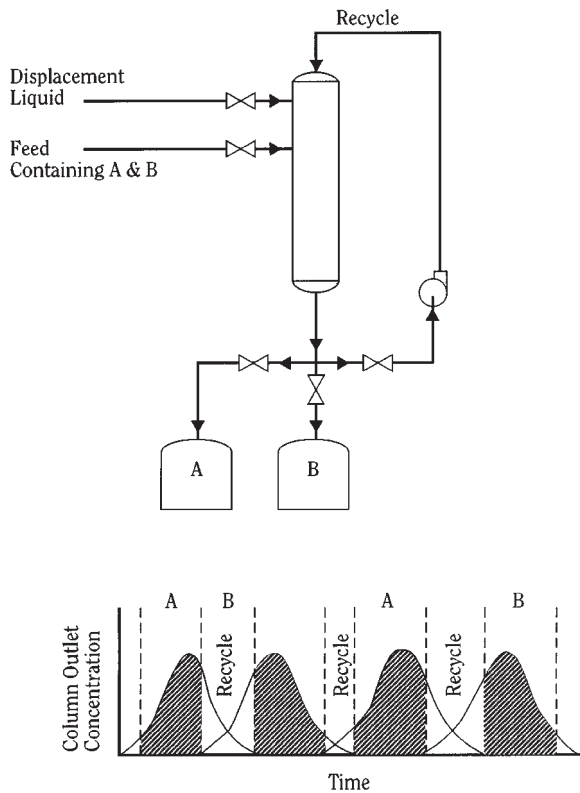 Recycle
Displacement
Liquid
Feed
Containing A & B
A
B
A
B
A
B
Recycle
Recycle
Recycle
Column Outlet
Concentration
Time